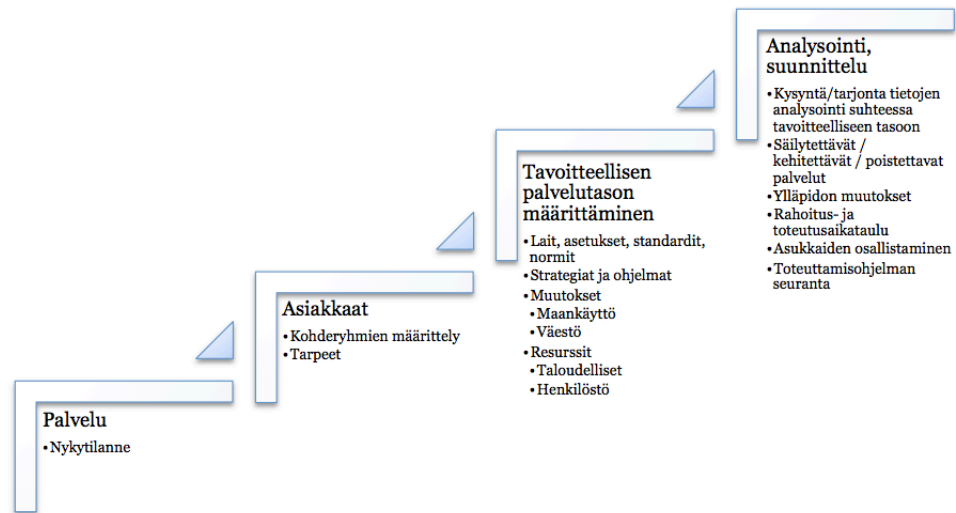 Palvelu
•Nykytilanne
Asiakkaat
•Kohderyhmien määrittely
•Tarpeet
Tavoitteellisen
palvelutason
määrittäminen
•Lait, asetukset, standardit,
normit
•Strategiat ja ohjelmat
•Muutokset
•Maankäyttö
•Väestö
•Resurssit
•Taloudelliset
•Henkilöstö
Analysointi,
suunnittelu
•Kysyntä/tarjonta tietojen
analysointi suhteessa
tavoitteelliseen tasoon
•Säilytettävät /
kehitettävät / poistettavat
palvelut
•Ylläpidon muutokset
•Rahoitus- ja
toteutusaikataulu
•Asukkaiden osallistaminen
•Toteuttamisohjelman
seuranta